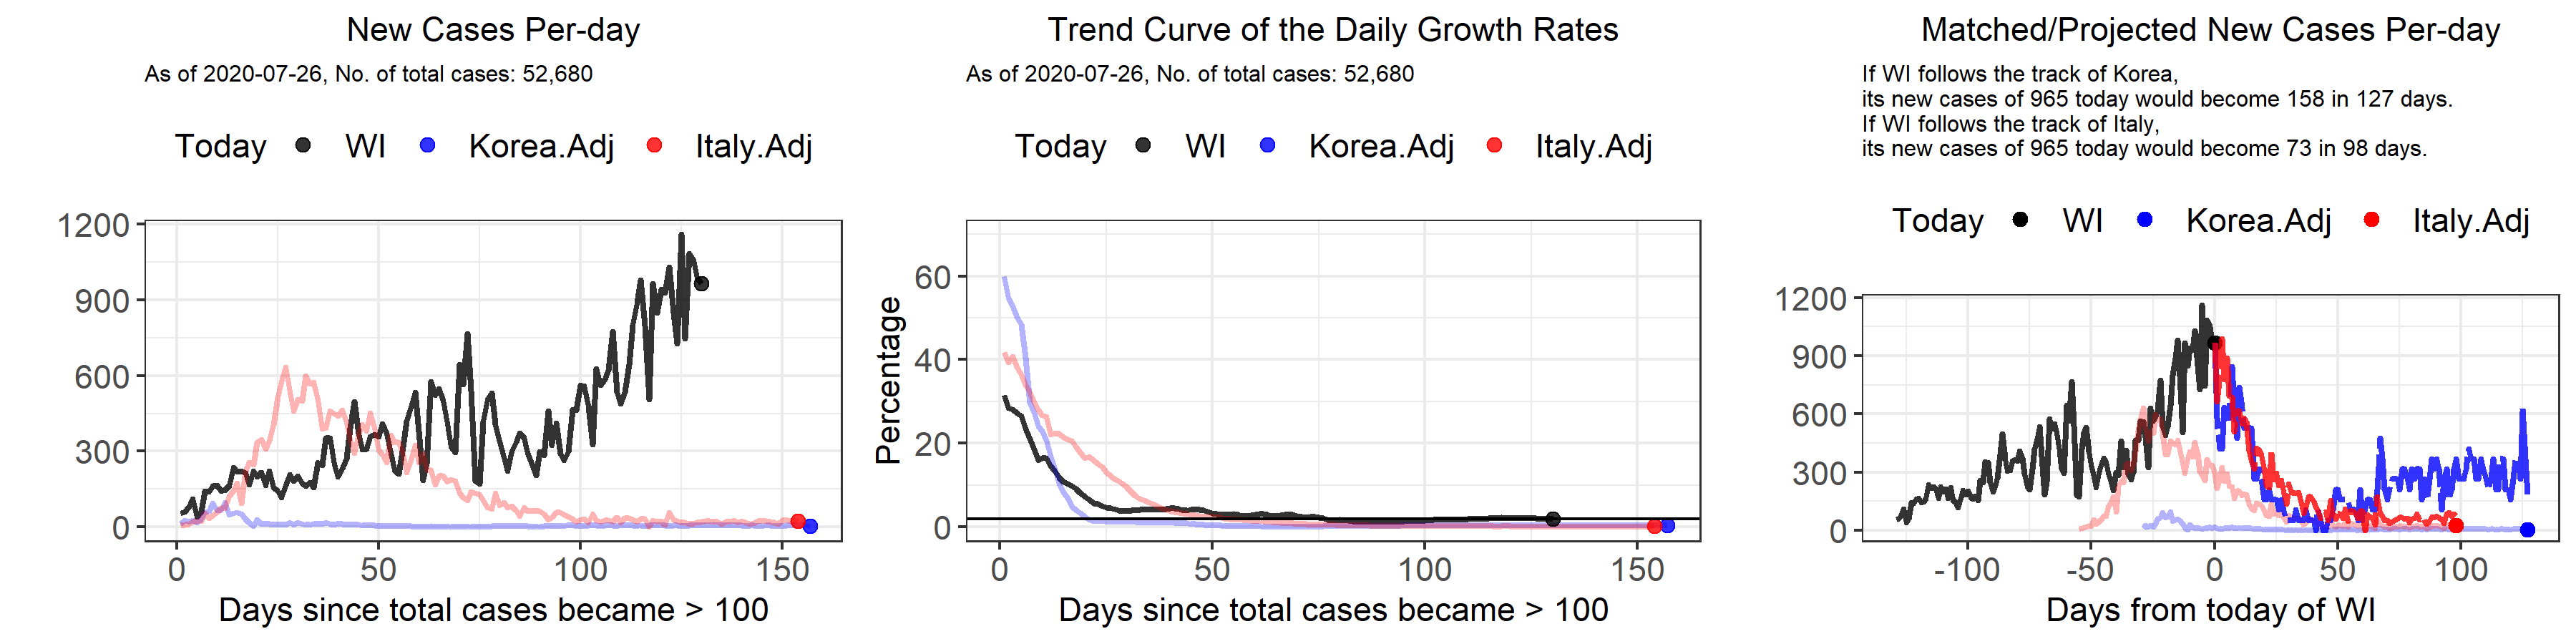 New Cases Per-day
As of 2020-07-26, No. of total cases: 52,680
Today WI Korea.Adj Italy.Adj
1200
900
600
300
0
0 50 100 150
Days since total cases became > 100
Trend Curve of the Daily Growth Rates
As of 2020-07-26, No. of total cases: 52,680
Today WI Korea.Adj Italy.Adj
Percentage
60
40
20
0
0 50 100 150
Days since total cases became > 100
Matched/Projected New Cases Per-day
If WI follows the track of Korea,
its new cases of 965 today would become 158 in 127 days.
If WI follows the track of Italy,
its new cases of 965 today would become 73 in 98 days.
Today WI Korea.Adj Italy.Adj
1200
900
600
300
0
-100 -50 0 50 100
Days from today of WI